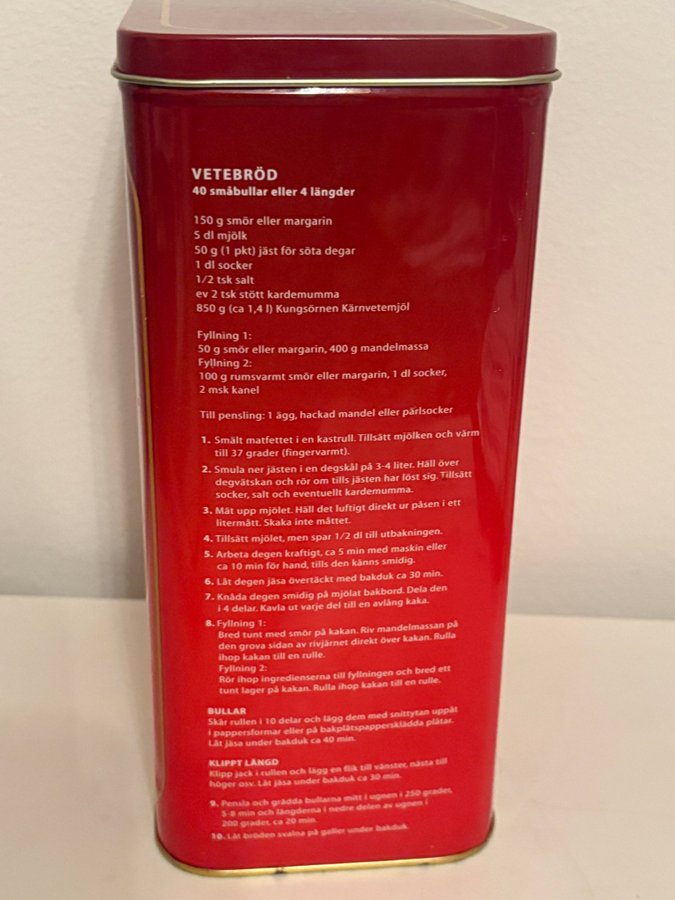 VETEBRÖD
40 småbullar eller 4 längder
150 g smör eller margarin
5 dl mjölk
50 g (1 pkt) jäst för söta degar
1 dl socker
1/2 tsk salt
ev 2 tsk stött kardemumma
850 g (ca 1,4 l) Kungsörnen Kärnvetemjöl
Fyllning 1:
50 g smör eller margarin, 400 g mandelmassa
Fyllning 2:
100 g rumsvarmt smör eller margarin, 1 dl socker,
2 msk kanel
Till pensling: 1 ägg, hackad mandel eller pärlsocker
1. Smält matfettet i en kastrull. Tillsätt mjölken och värm
till 37 grader (fingervarmt).
2. Smula ner jästen i en degskål på 3-4 liter. Häll över
degvätskan och rör om tills jästen har löst sig. Tillsätt
socker, salt och eventuellt kardemumma.
3. Mät upp mjölet. Häll det luftigt direkt ur påsen i ett
litermått. Skaka inte måttet.
4. Tillsätt mjölet, men spar 1/2 dl till utbakningen.
5. Arbeta degen kraftigt, ca 5 min med maskin eller
ca 10 min för hand, tills den känns smidig.
6. Låt degen jäsa övertäckt med bakduk ca 30 min.
7. Knåda degen smidig på mjölat bakbord. Dela den
i 4 delar. Kavla ut varje del till en avlång kaka.
8. Fyllning 1:
Bred tunt med smör på kakan. Riv mandelmassan på
den grova sidan av rivjärnet direkt över kakan. Rulla
ihop kakan till en rulle.
Fyllning 2:
Rör ihop ingredienserna till fyllningen och bred ett
tunt lager på kakan. Rulla ihop kakan till en rulle.
BULLAR
Skär rullen i 10 delar och lägg dem med snittytan uppåt
i pappersformar eller på bakplåtspappersklädda plåtar.
Låt jäsa under bakduk ca 40 min.
KLIPPT LÄNGD
Klipp jack i rullen och lägg en flik till vänster, nästa till
höger osv. Låt jäsa under bakduk ca 30 min.
9. Pensla och grädda bullarna mitt i ugnen i 250 grader,
5-8 min och längderna i nedre delen av ugnen i
200 grader, ca 20 min.
10. Låt bröden svalna på galler under bakduk.